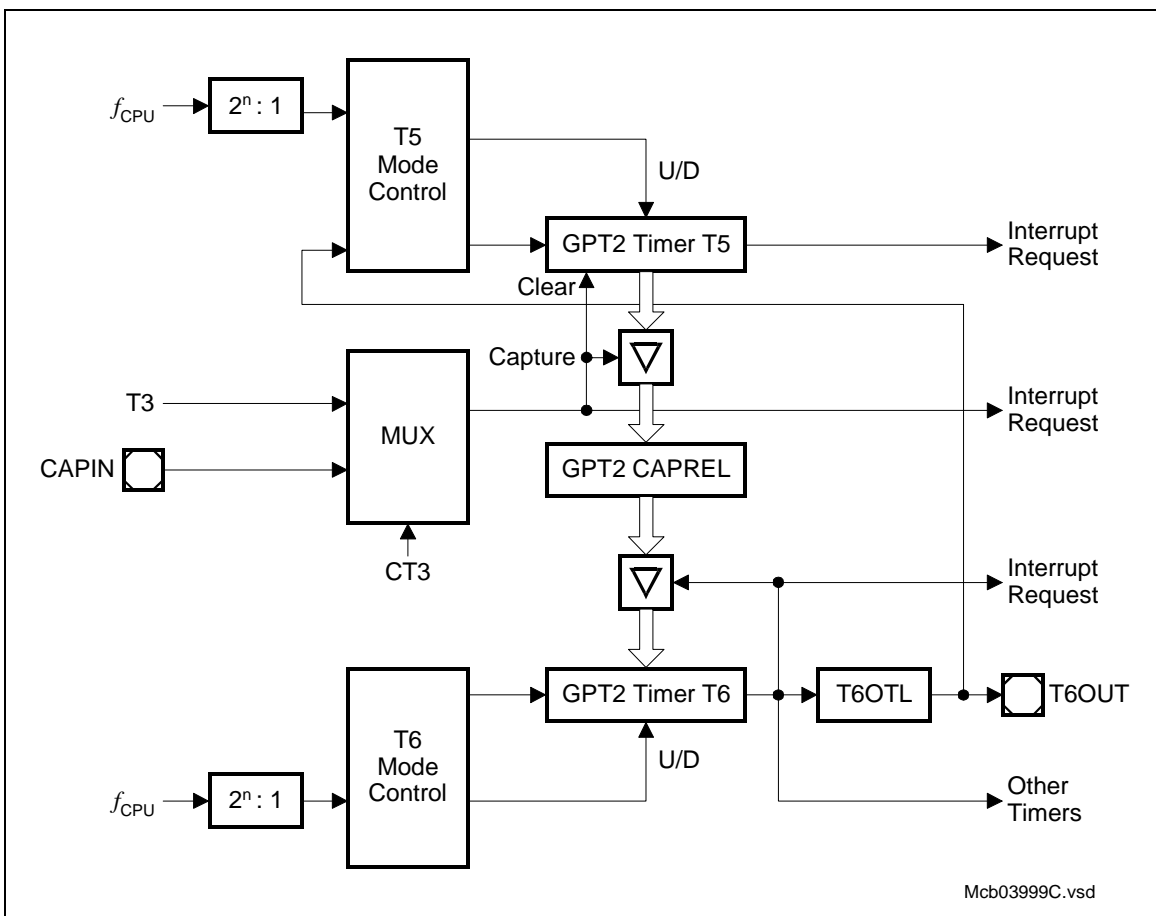 fCPU
2ⁿ : 1
T5
Mode
Control
U/D
GPT2 Timer T5
Interrupt
Request
Clear
Capture
T3
MUX
CAPIN
Interrupt
Request
GPT2 CAPREL
CT3
Interrupt
Request
GPT2 Timer T6
T6OTL
T6OUT
T6
Mode
Control
U/D
fCPU
2ⁿ : 1
Other
Timers
Mcb03999C.vsd